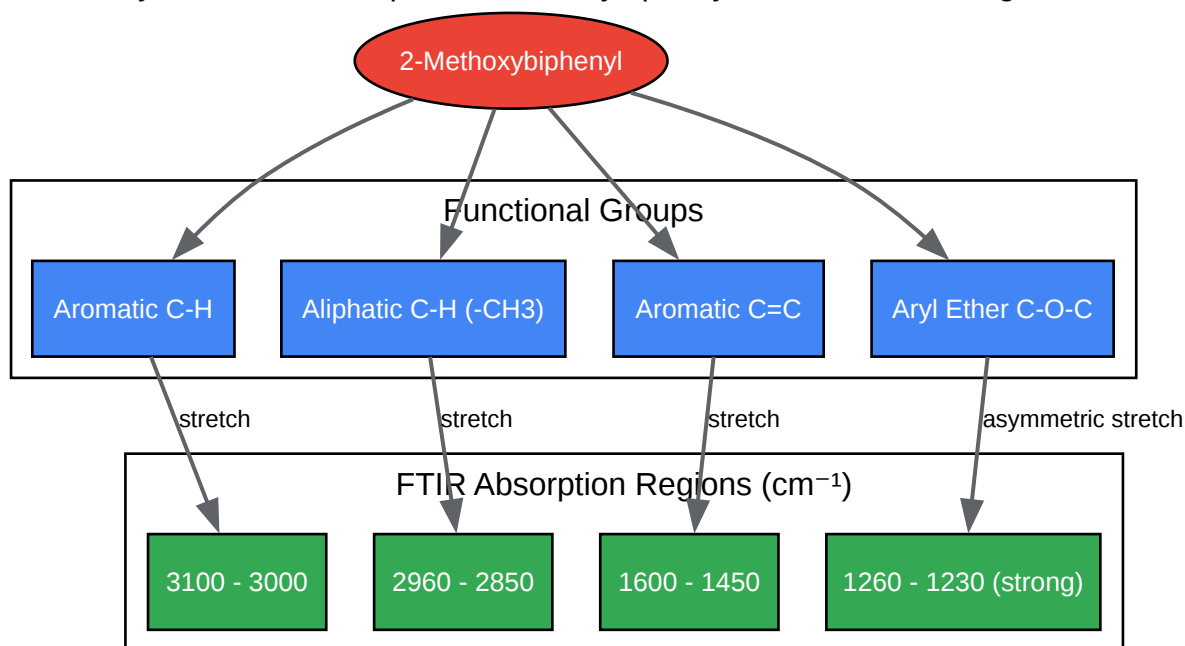 2-Methoxybiphenyl
Functional Groups
Aromatic C-H
Aliphatic C-H (-CH3)
Aromatic C=C
Aryl Ether C-O-C
stretch
stretch
stretch
asymmetric stretch
FTIR Absorption Regions (cm⁻¹)
3100 - 3000
2960 - 2850
1600 - 1450
1260 - 1230 (strong)